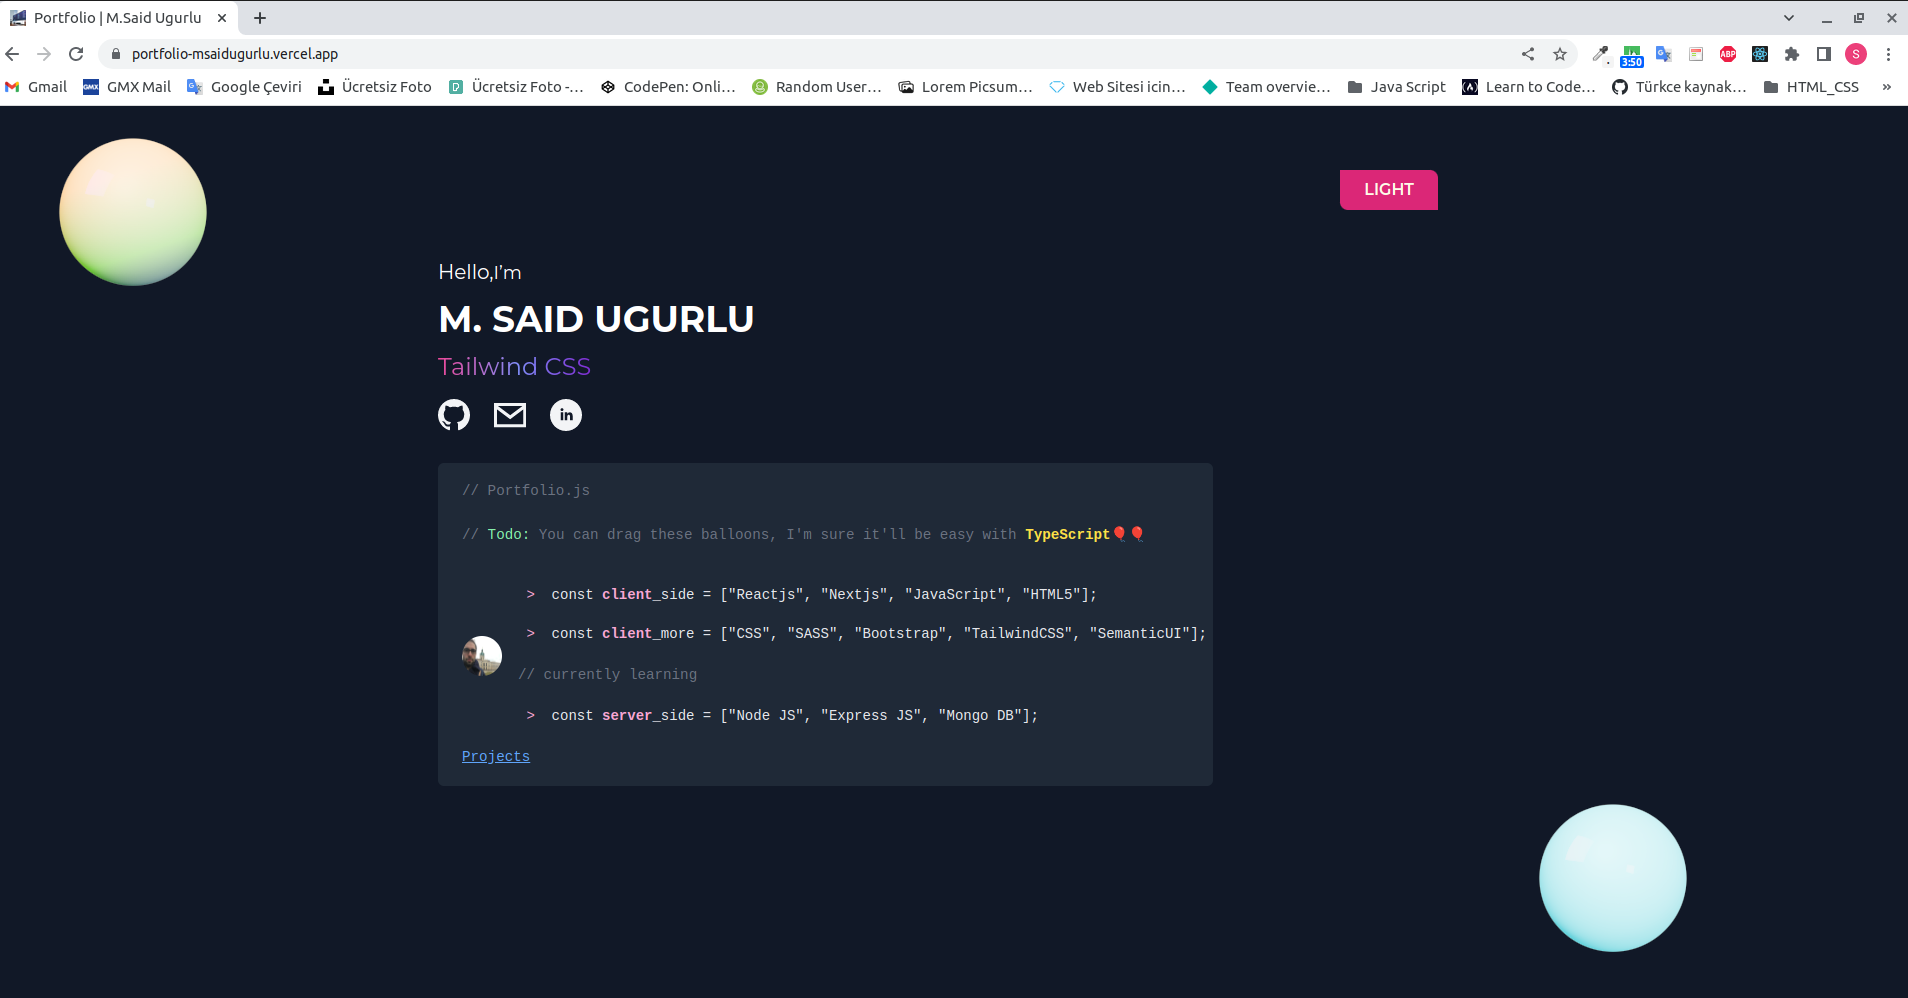 Portfolio | M.Said Ugurlu
portfolio-msaidugurlu.vercel.app
3:50
ABP
S
Gmail
GMX
GMX Mail
Google Çeviri
Ücretsiz Foto
Ücretsiz Foto -...
CodePen: Onli...
Random User...
Lorem Picsum...
Web Sitesi icin...
Team overvie...
Java Script
Learn to Code...
Türkce kaynak...
HTML_CSS
»
LIGHT
Hello,I'm
M. SAID UGURLU
Tailwind CSS
in
// Portfolio.js
// Todo: You can drag these balloons, I'm sure it'll be easy with TypeScript🎈🎈
> const client_side = ["Reactjs", "Nextjs", "JavaScript", "HTML5"];
> const client_more = ["CSS", "SASS", "Bootstrap", "TailwindCSS", "SemanticUI"];
// currently learning
> const server_side = ["Node JS", "Express JS", "Mongo DB"];
Projects